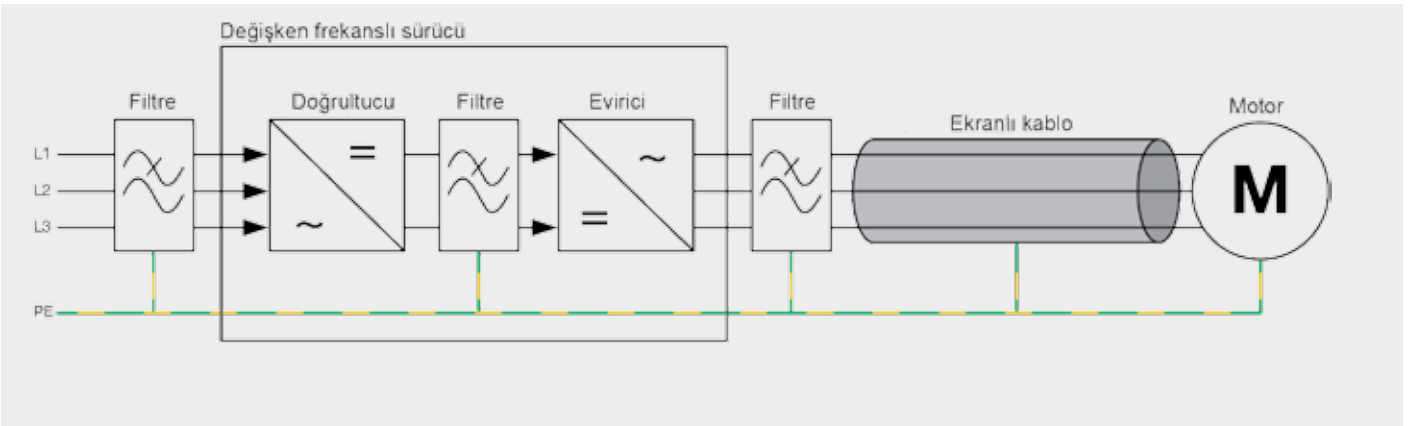 Değişken frekanslı sürücü
Filtre
Doğrultucu
Filtre
Evirici
Filtre
Ekranlı kablo
Motor
L1
L2
L3
M
PE